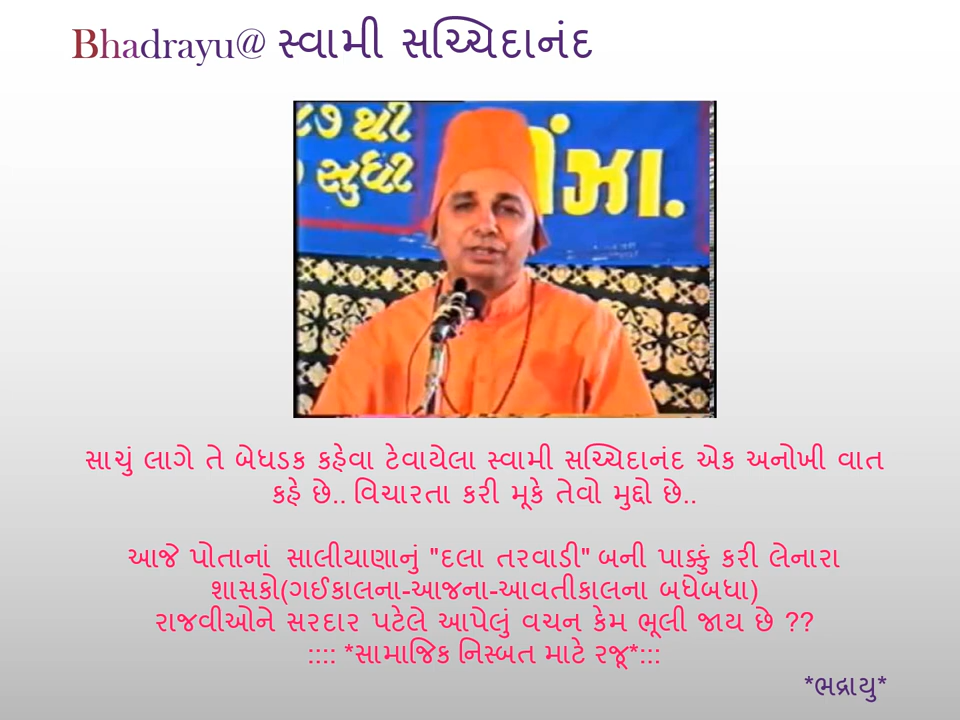 Bhadrayu@ સ્વામી સચ્ચિદાનંદ
૮૭ થી
સુધી
ઝા.
સાચું લાગે તે બેધડક કહેવા ટેવાયેલા સ્વામી સચ્ચિદાનંદ એક અનોખી વાત
કહે છે.. વિચારતા કરી મૂકે તેવો મુદ્દો છે..
આજે પોતાનાં સાલીયાણાનું "દલા તરવાડી" બની પાક્કું કરી લેનારા
શાસકો(ગઈકાલના-આજના-આવતીકાલના બધેબધા)
રાજવીઓને સરદાર પટેલે આપેલું વચન કેમ ભૂલી જાય છે ??
:::: *સામાજિક નિસ્બત માટે રજૂ*:::
*ભદ્રાયુ*